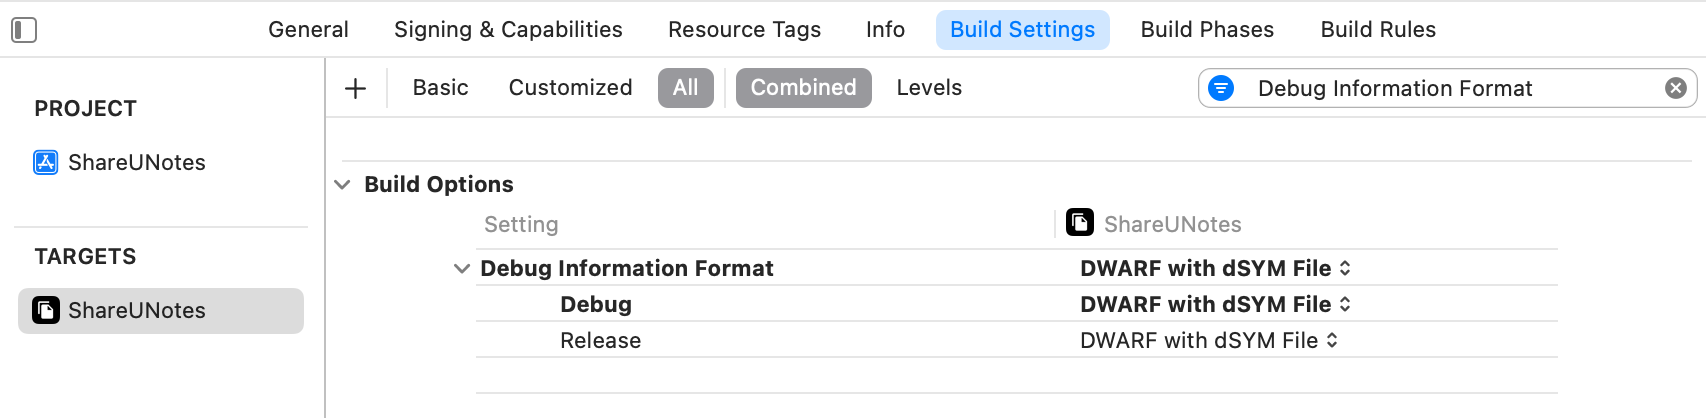 General Signing & Capabilities Resource Tags Info Build Settings Build Phases Build Rules
PROJECT
ShareUNotes
TARGETS
ShareUNotes
Basic Customized All Combined Levels Debug Information Format
Build Options
Setting ShareUNotes
Debug Information Format DWARF with dSYM File
Debug DWARF with dSYM File
Release DWARF with dSYM File